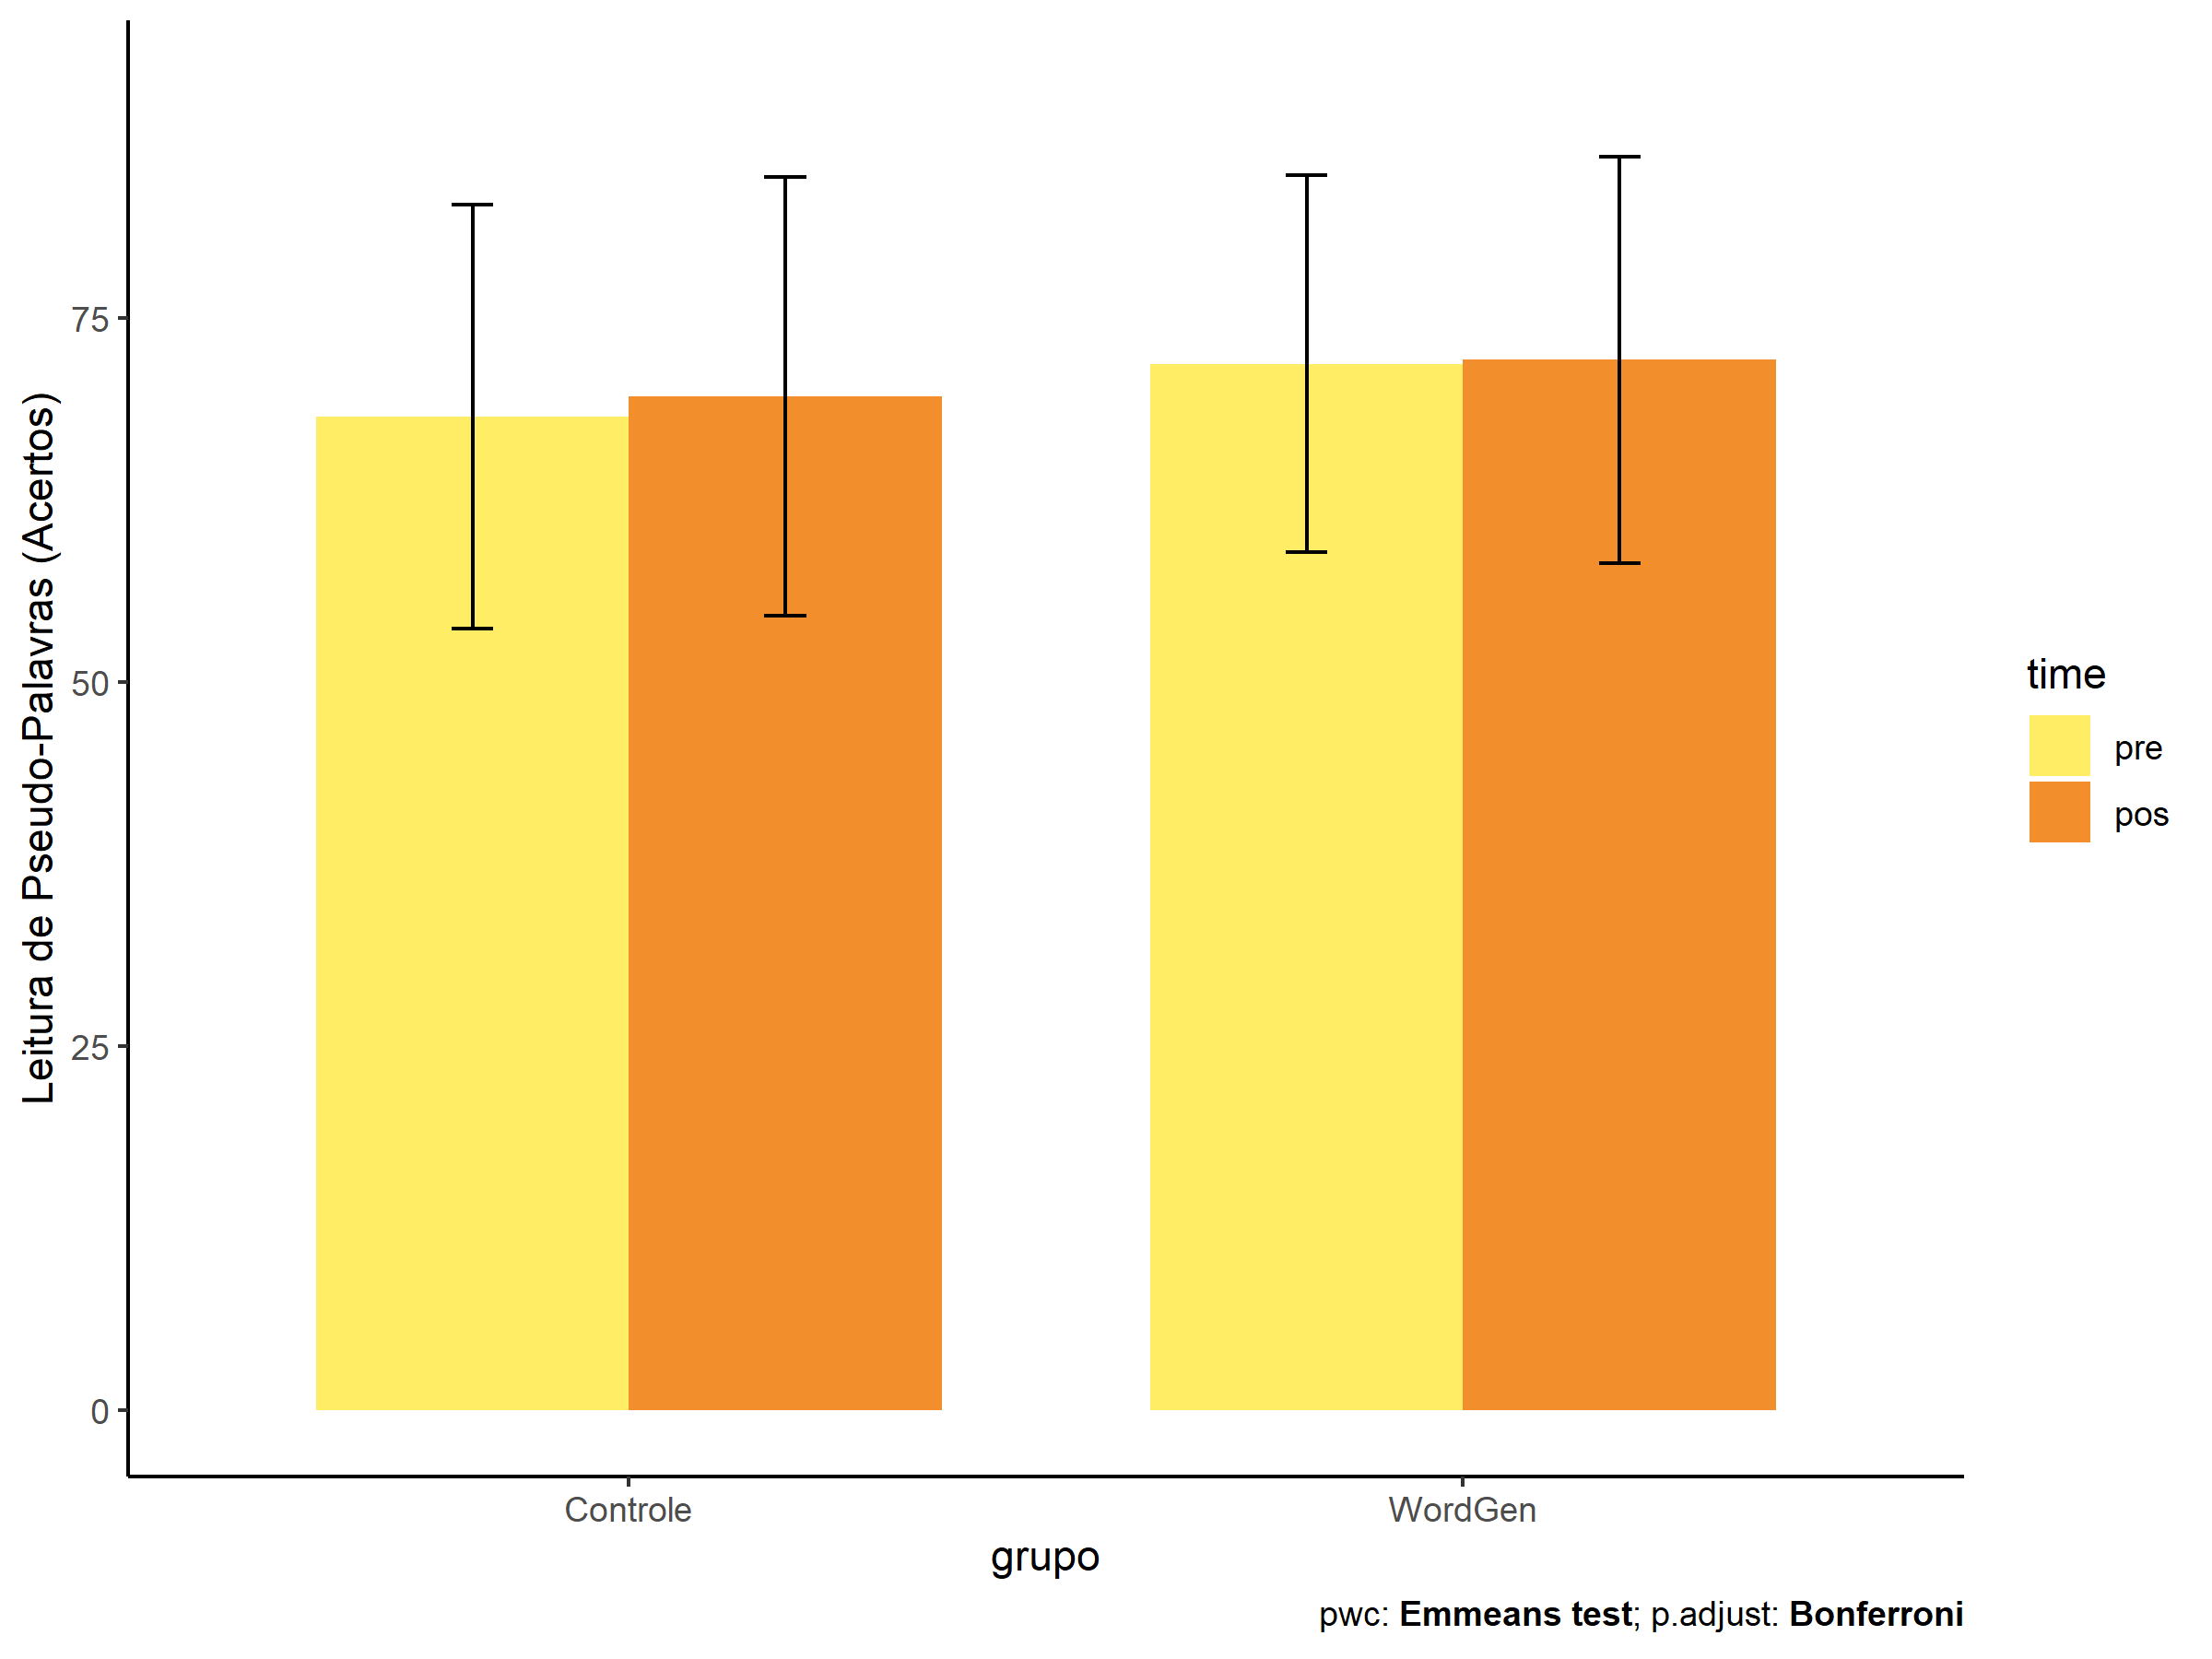 Leitura de Pseudo-Palavras (Acertos)
75
50
25
0
Controle
WordGen
grupo
time
pre
pos
pwc: Emmeans test; p.adjust: Bonferroni